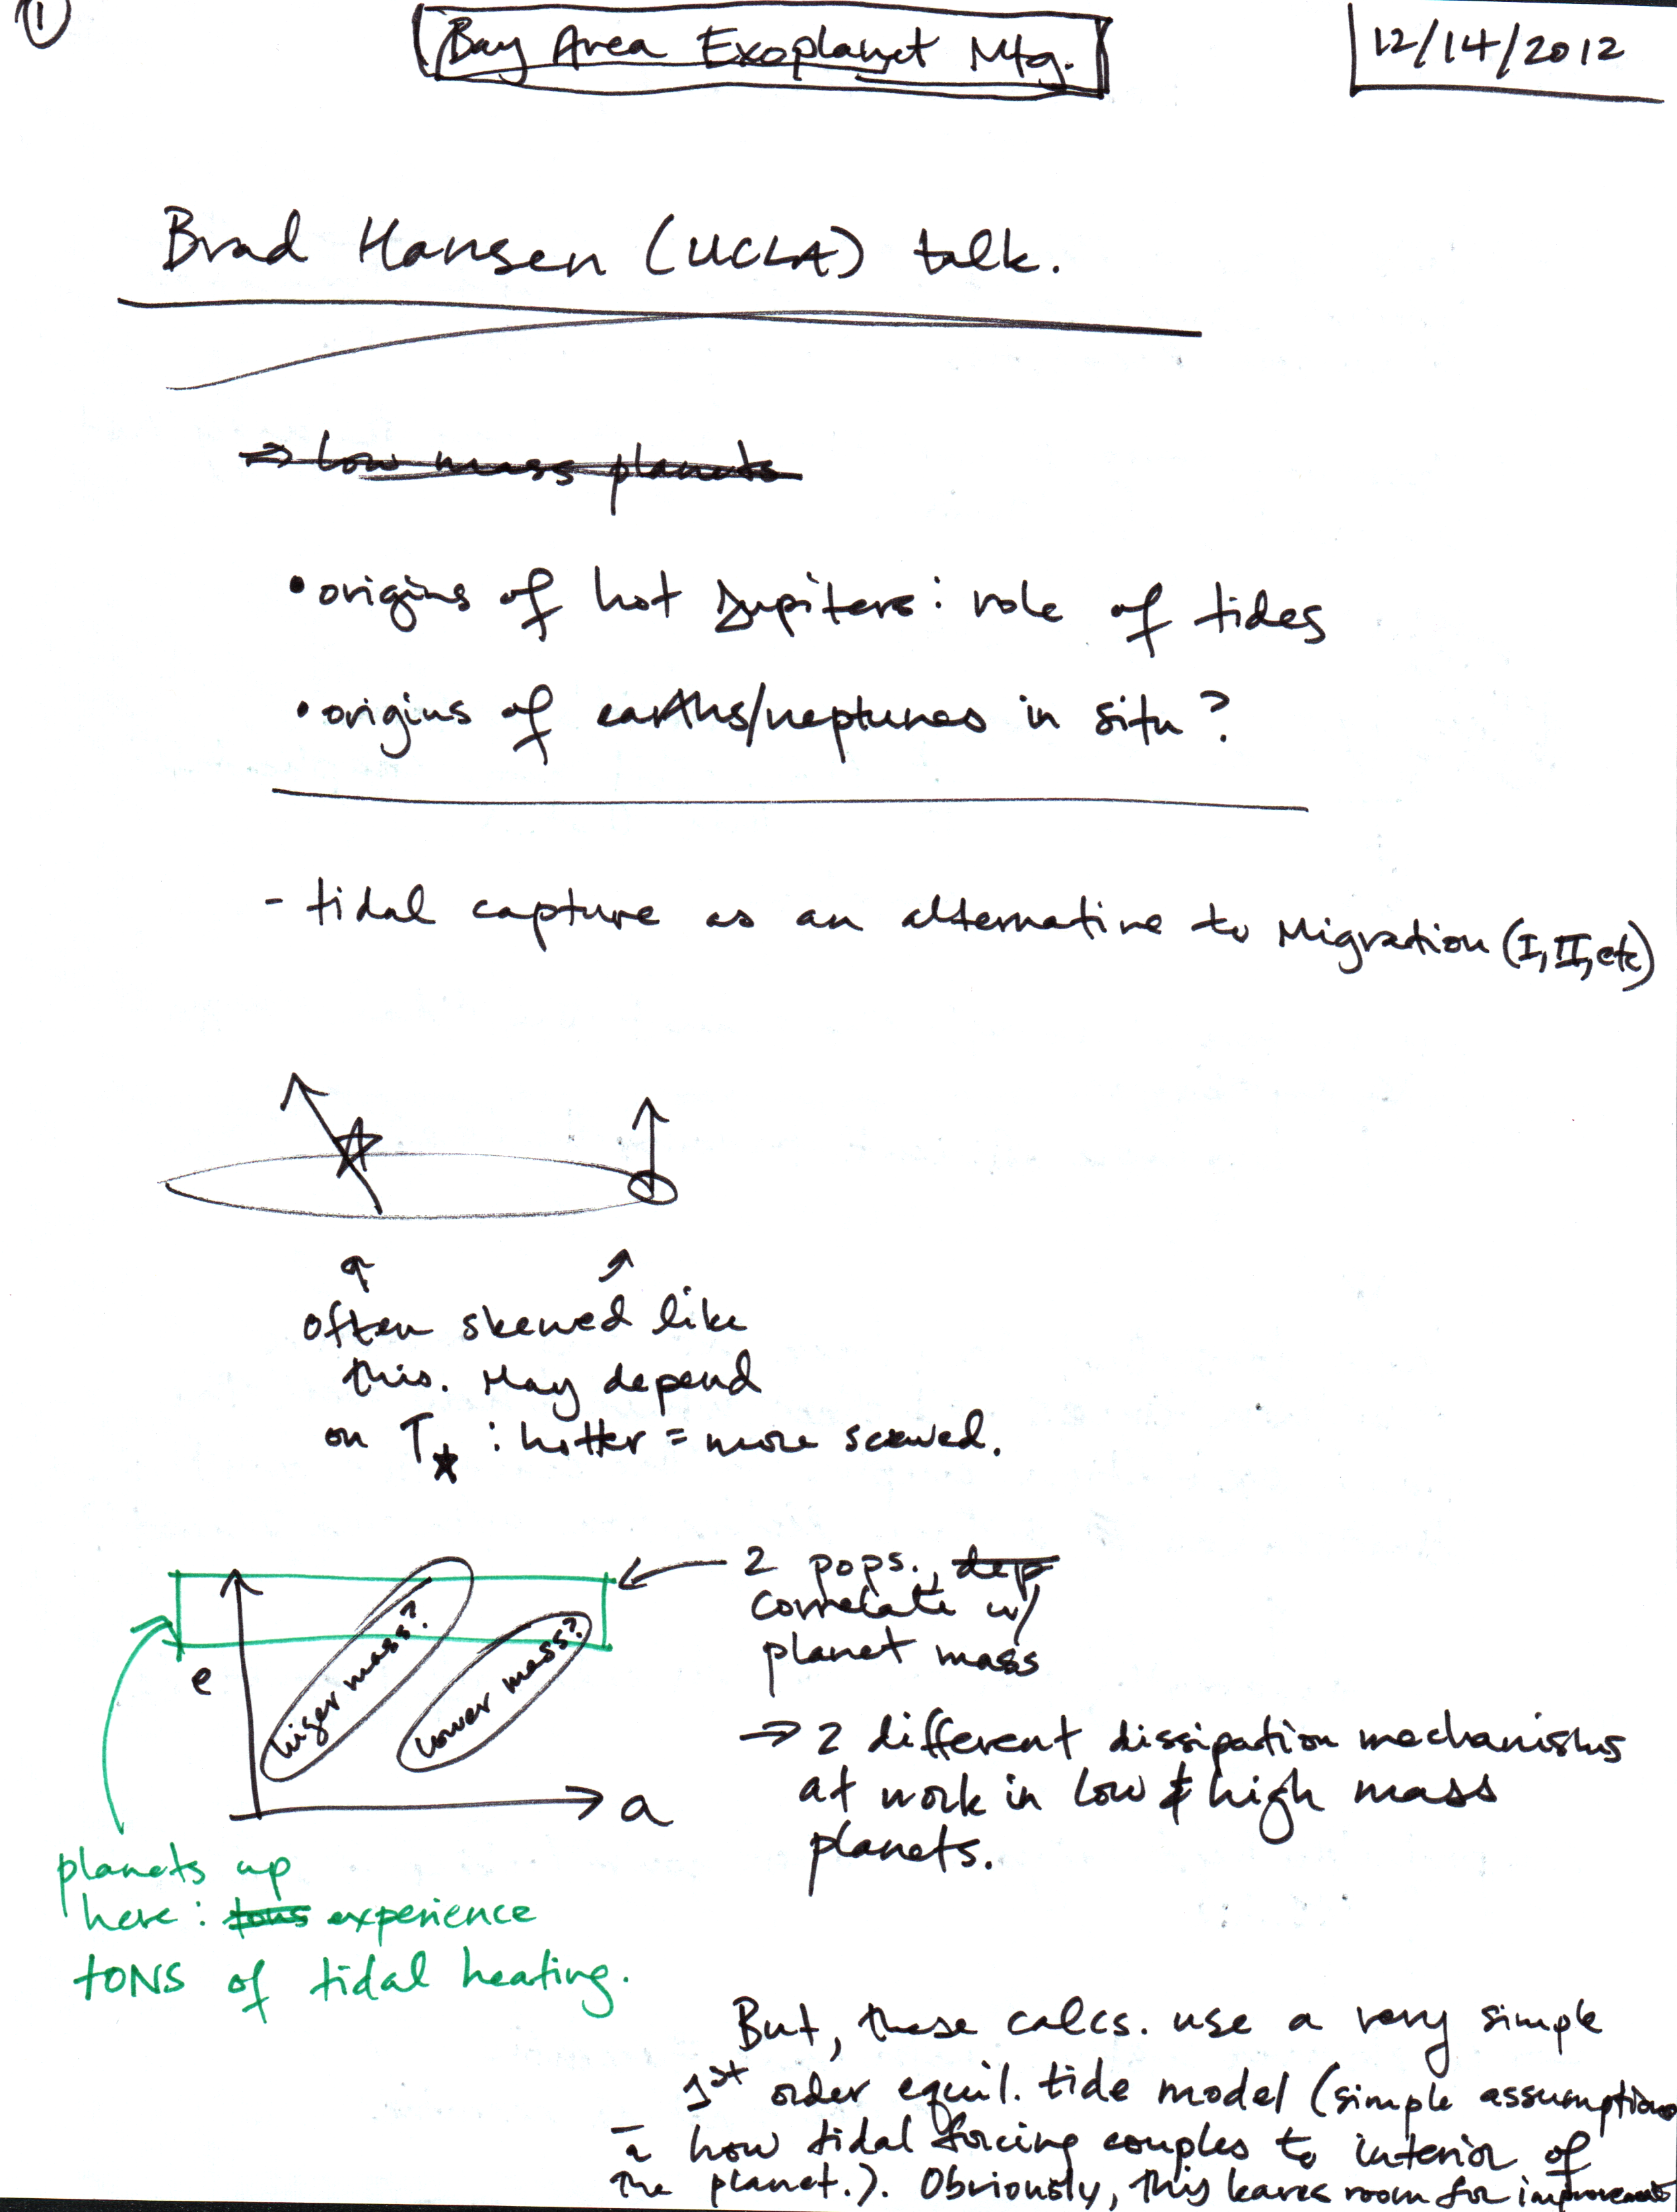 1
Bay Area Exoplanet Mtg.
12/14/2012
Brad Hansen (UCLA) talk.
⇒ low mass planets
• origins of hot Jupiters: role of tides
• origins of earths/neptunes in situ?
- tidal capture as an alternative to Migration (I, II, etc)
often skewed like
this. May depend
on T★ : hotter = more scewed.
e
higer mass?
lower mass?
a
2 pops., dep
correlate w/
planet mass
→ 2 different dissipation mechanisms
at work in low & high mass
planets.
planets up
here: tons experience
tONS of tidal heating.
But, these calcs. use a very simple
1st order equil. tide model (simple assumptions
how tidal forcing couples to interior of
the planet.). Obviously, this leaves room for improvement